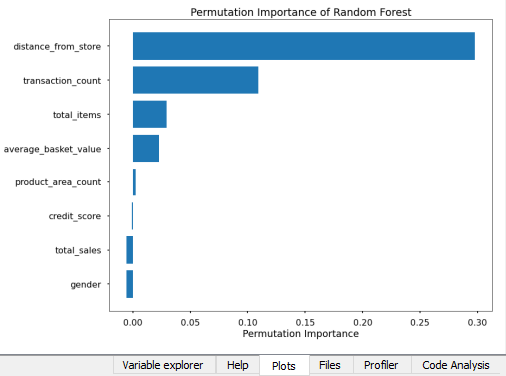 Permutation Importance of Random Forest
distance_from_store
transaction_count
total_items
average_basket_value
product_area_count
credit_score
total_sales
gender
0.00 0.05 0.10 0.15 0.20 0.25 0.30
Permutation Importance
Variable explorer Help Plots Files Profiler Code Analysis